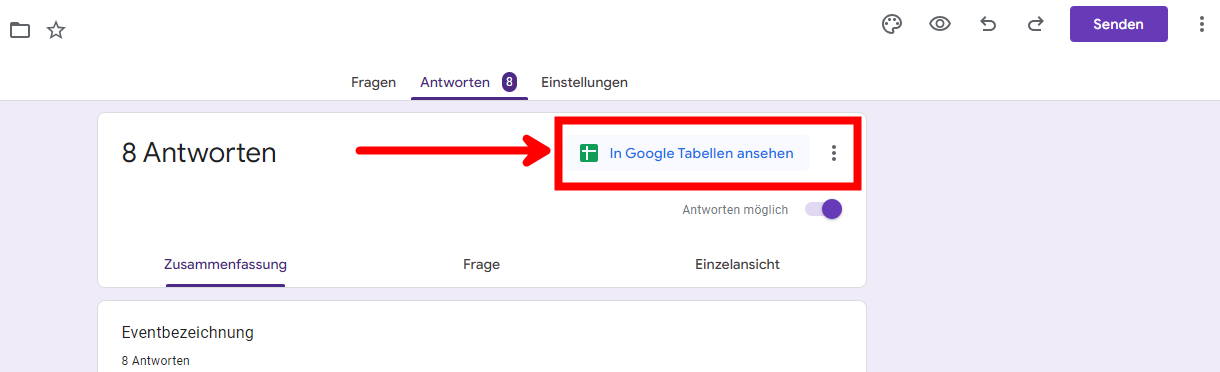 Senden
Fragen Antworten 8 Einstellungen
8 Antworten
In Google Tabellen ansehen
Antworten möglich
Zusammenfassung Frage Einzelansicht
Eventbezeichnung
8 Antworten